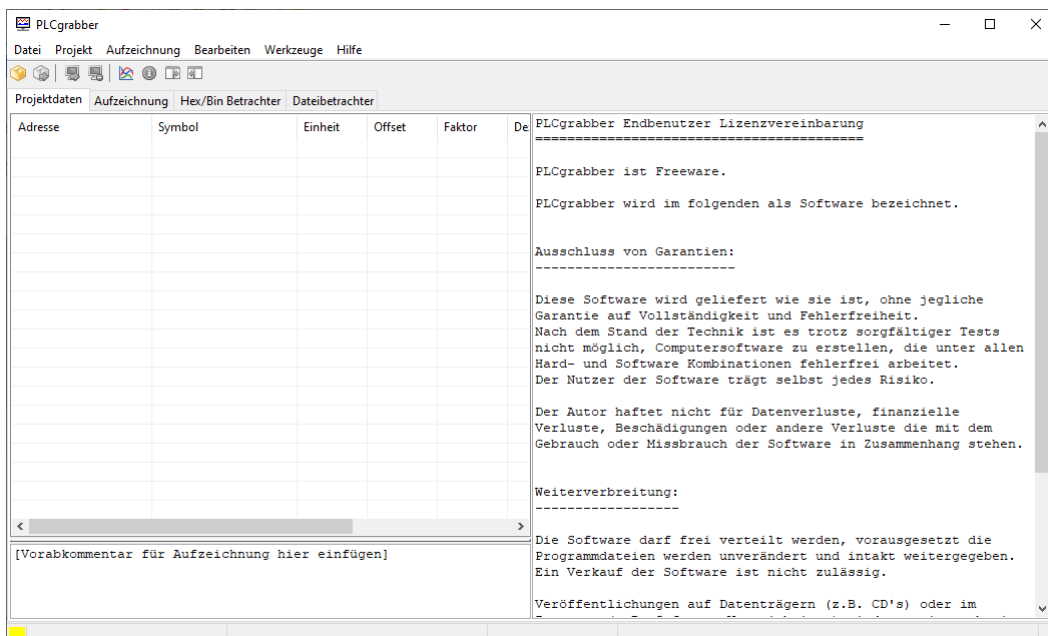 PLCgrabber
Datei Projekt Aufzeichnung Bearbeiten Werkzeuge Hilfe
Projektdaten Aufzeichnung Hex/Bin Betrachter Dateibetrachter
Adresse Symbol Einheit Offset Faktor De
[Vorabkommentar für Aufzeichnung hier einfügen]
PLCgrabber Endbenutzer Lizenzvereinbarung
=========================================
PLCgrabber ist Freeware.
PLCgrabber wird im folgenden als Software bezeichnet.
Ausschluss von Garantien:
-------------------------
Diese Software wird geliefert wie sie ist, ohne jegliche
Garantie auf Vollständigkeit und Fehlerfreiheit.
Nach dem Stand der Technik ist es trotz sorgfältiger Tests
nicht möglich, Computersoftware zu erstellen, die unter allen
Hard- und Software Kombinationen fehlerfrei arbeitet.
Der Nutzer der Software trägt selbst jedes Risiko.
Der Autor haftet nicht für Datenverluste, finanzielle
Verluste, Beschädigungen oder andere Verluste die mit dem
Gebrauch oder Missbrauch der Software in Zusammenhang stehen.
Weiterverbreitung:
------------------
Die Software darf frei verteilt werden, vorausgesetzt die
Programmdateien werden unverändert und intakt weitergegeben.
Ein Verkauf der Software ist nicht zulässig.
Veröffentlichungen auf Datenträgern (z.B. CD's) oder im